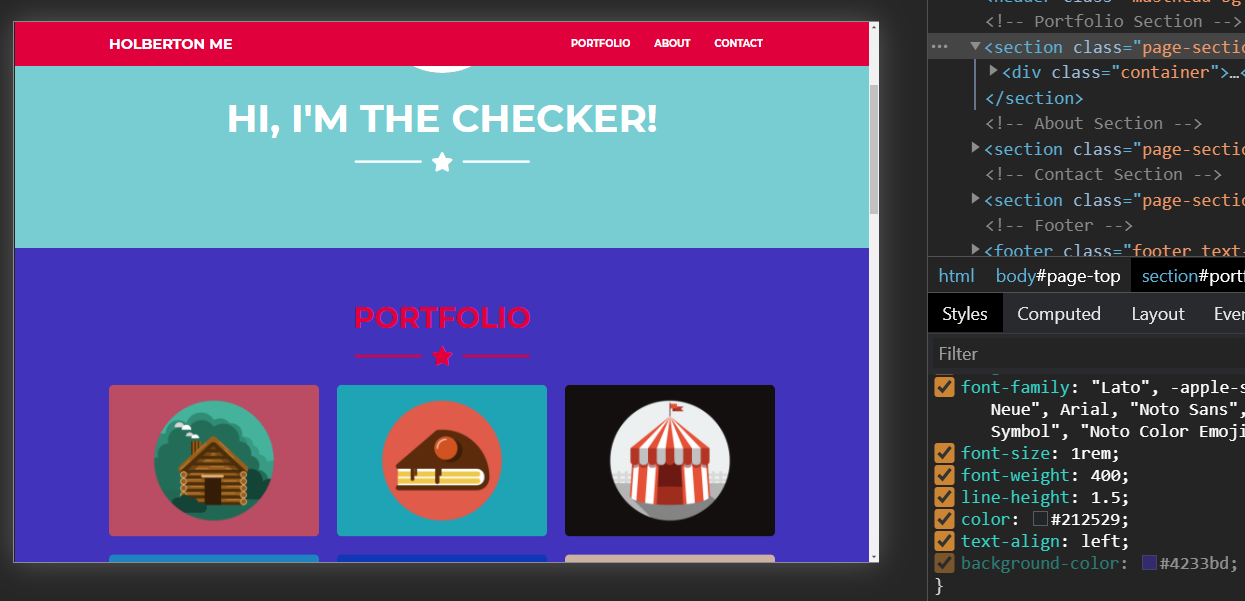 HOLBERTON ME
PORTFOLIO ABOUT CONTACT
HI, I'M THE CHECKER!
PORTFOLIO
<!-- Portfolio Section -->
<section class="page-sectio
<div class="container">…<
</section>
<!-- About Section -->
<section class="page-sectio
<!-- Contact Section -->
<section class="page-sectio
<!-- Footer -->
<footer class="footer text-
html body#page-top section#port
Styles Computed Layout Even
Filter
font-family: "Lato", -apple-s
Neue", Arial, "Noto Sans",
Symbol", "Noto Color Emoji
font-size: 1rem;
font-weight: 400;
line-height: 1.5;
color: #212529;
text-align: left;
background-color: #4233bd;
}